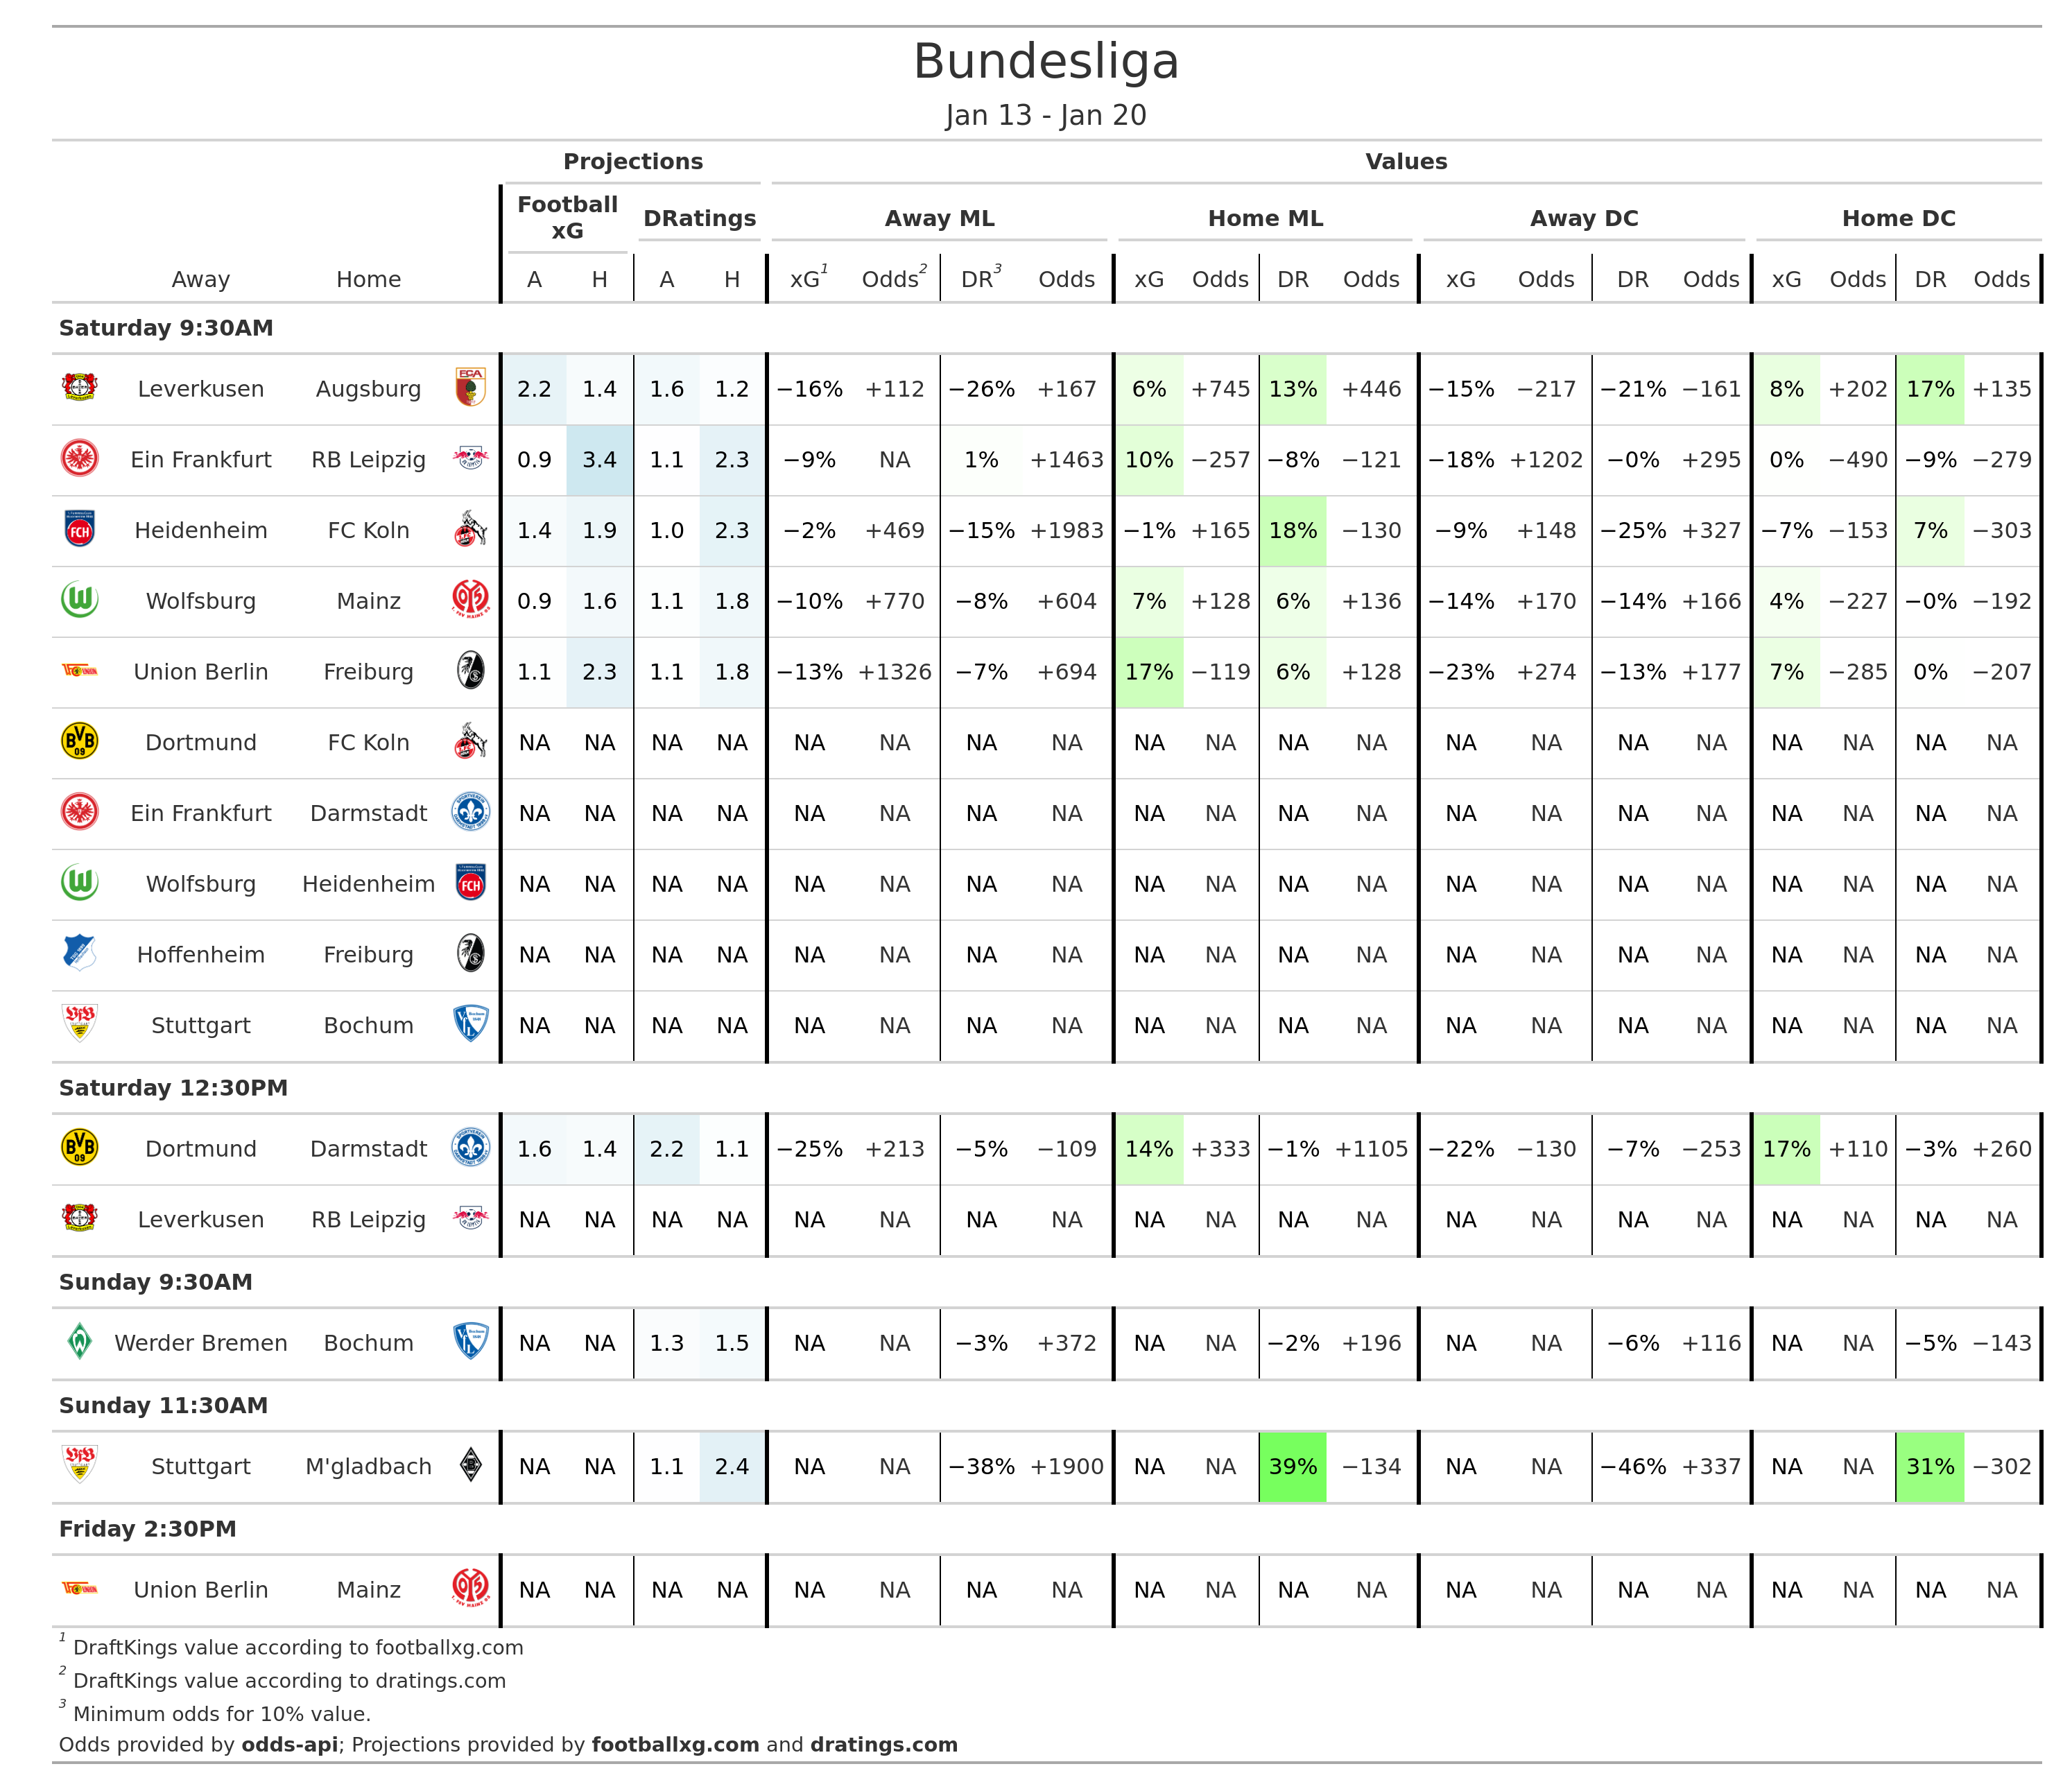 Bundesliga
Jan 13 - Jan 20
Projections Values
Football xG DRatings Away ML Home ML Away DC Home DC
Away Home A H A H xG1 Odds2 DR3 Odds xG Odds DR Odds xG Odds DR Odds xG Odds DR Odds
Saturday 9:30AM
Leverkusen Augsburg 2.2 1.4 1.6 1.2 −16% +112 −26% +167 6% +745 13% +446 −15% −217 −21% −161 8% +202 17% +135
Ein Frankfurt RB Leipzig 0.9 3.4 1.1 2.3 −9% NA 1% +1463 10% −257 −8% −121 −18% +1202 −0% +295 0% −490 −9% −279
Heidenheim FC Koln 1.4 1.9 1.0 2.3 −2% +469 −15% +1983 −1% +165 18% −130 −9% +148 −25% +327 −7% −153 7% −303
Wolfsburg Mainz 0.9 1.6 1.1 1.8 −10% +770 −8% +604 7% +128 6% +136 −14% +170 −14% +166 4% −227 −0% −192
Union Berlin Freiburg 1.1 2.3 1.1 1.8 −13% +1326 −7% +694 17% −119 6% +128 −23% +274 −13% +177 7% −285 0% −207
Dortmund FC Koln NA NA NA NA NA NA NA NA NA NA NA NA NA NA NA NA NA NA NA NA
Ein Frankfurt Darmstadt NA NA NA NA NA NA NA NA NA NA NA NA NA NA NA NA NA NA NA NA
Wolfsburg Heidenheim NA NA NA NA NA NA NA NA NA NA NA NA NA NA NA NA NA NA NA NA
Hoffenheim Freiburg NA NA NA NA NA NA NA NA NA NA NA NA NA NA NA NA NA NA NA NA
Stuttgart Bochum NA NA NA NA NA NA NA NA NA NA NA NA NA NA NA NA NA NA NA NA
Saturday 12:30PM
Dortmund Darmstadt 1.6 1.4 2.2 1.1 −25% +213 −5% −109 14% +333 −1% +1105 −22% −130 −7% −253 17% +110 −3% +260
Leverkusen RB Leipzig NA NA NA NA NA NA NA NA NA NA NA NA NA NA NA NA NA NA NA NA
Sunday 9:30AM
Werder Bremen Bochum NA NA 1.3 1.5 NA NA −3% +372 NA NA −2% +196 NA NA −6% +116 NA NA −5% −143
Sunday 11:30AM
Stuttgart M'gladbach NA NA 1.1 2.4 NA NA −38% +1900 NA NA 39% −134 NA NA −46% +337 NA NA 31% −302
Friday 2:30PM
Union Berlin Mainz NA NA NA NA NA NA NA NA NA NA NA NA NA NA NA NA NA NA NA NA
1 DraftKings value according to footballxg.com
2 DraftKings value according to dratings.com
3 Minimum odds for 10% value.
Odds provided by odds-api; Projections provided by footballxg.com and dratings.com